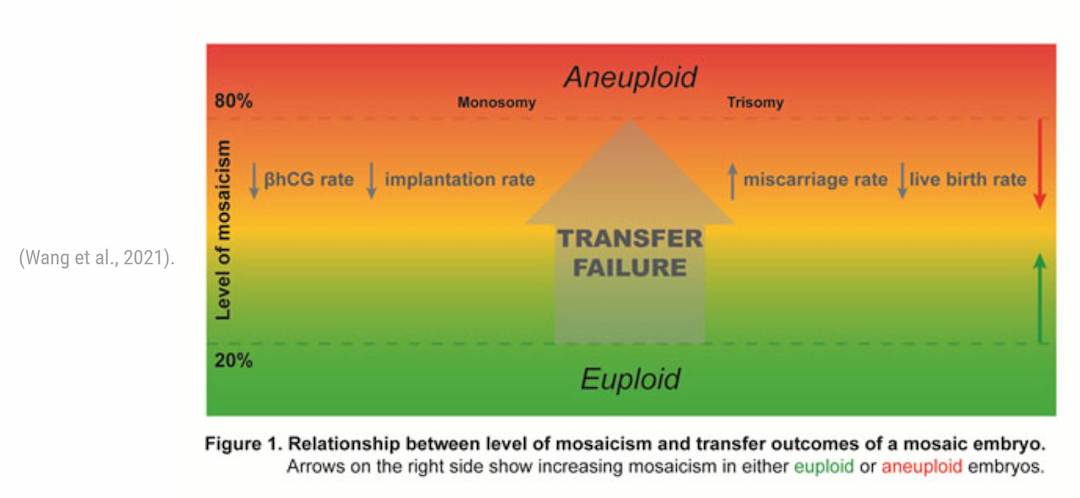 Aneuploid
80%
Monosomy
Trisomy
Level of mosaicism
βhCG rate
implantation rate
miscarriage rate
live birth rate
(Wang et al., 2021).
TRANSFER
FAILURE
20%
Euploid
Figure 1. Relationship between level of mosaicism and transfer outcomes of a mosaic embryo.
Arrows on the right side show increasing mosaicism in either euploid or aneuploid embryos.